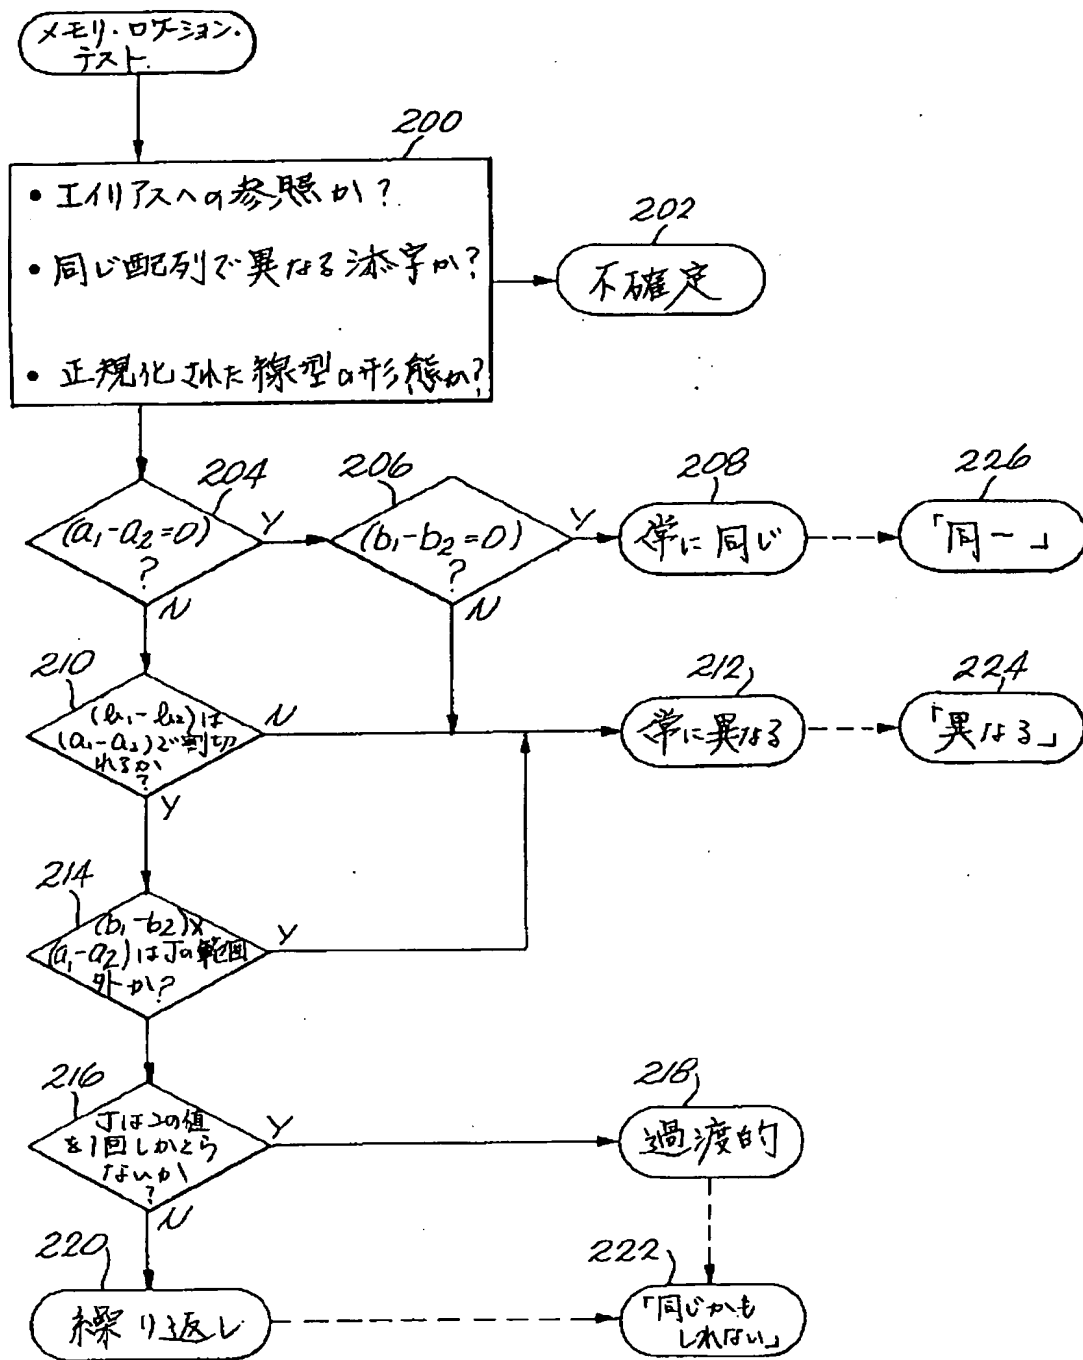 メモリ・ロケーション・
テスト
200
• エイリアスへの参照か?
• 同じ配列で異なる添字か?
• 正規化された線型の形態か?
202
不確定
204
(a₁-a₂=0)
?
Y
N
206
(b₁-b₂=0)
?
Y
N
208
常に同じ
226
「同一」
210
(b₁-b₂)は
(a₁-a₂)で割切
れるか
?
N
Y
212
常に異なる
224
「異なる」
214
(b₁-b₂)×
(a₁-a₂)はJの範囲
外か?
Y
216
Jはこの値
を1回しかとら
ないか
?
Y
N
218
過渡的
220
繰り返し
222
「同じかも
しれない」